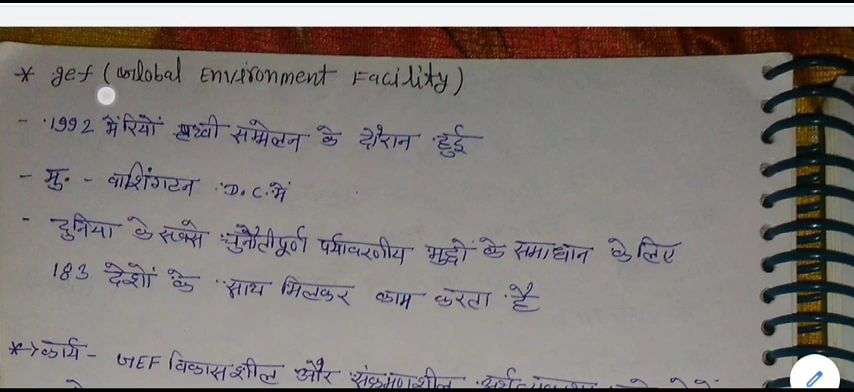 * gef (Global Environment Facility)
- 1992 में रियों पृथ्वी सम्मेलन के दौरान हुई
- मु. - वाशिंगटन D.C. में
- दुनिया के सबसे चुनौतीपूर्ण पर्यावरणीय मुद्दों के समाधान के लिए
183 देशों के साथ मिलकर काम करता है
*→ कार्य - GEF विकासशील और संक्रमणशील